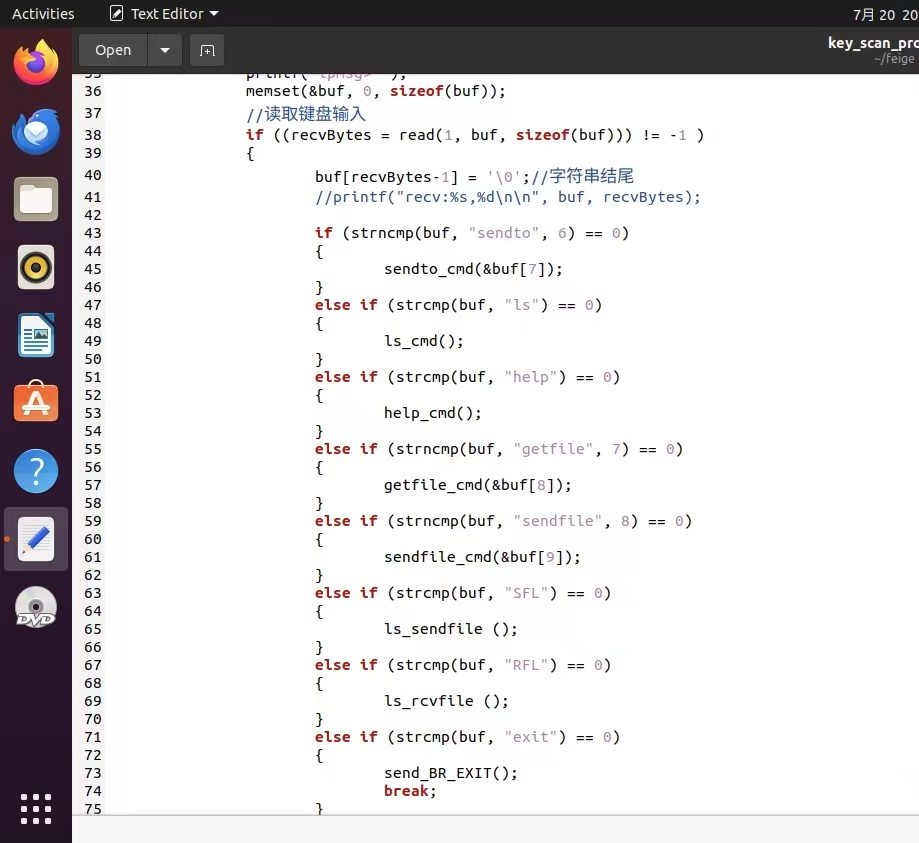 Activities Text Editor 7月 20 20
Open key_scan_pro
~/Feige
35 printf("ipmsg>");
36 memset(&buf, 0, sizeof(buf));
37 //读取键盘输入
38 if ((recvBytes = read(1, buf, sizeof(buf))) != -1 )
39 {
40 buf[recvBytes-1] = '\0';//字符串结尾
41 //printf("recv:%s,%d\n\n", buf, recvBytes);
42
43 if (strncmp(buf, "sendto", 6) == 0)
44 {
45 sendto_cmd(&buf[7]);
46 }
47 else if (strcmp(buf, "ls") == 0)
48 {
49 ls_cmd();
50 }
51 else if (strcmp(buf, "help") == 0)
52 {
53 help_cmd();
54 }
55 else if (strncmp(buf, "getfile", 7) == 0)
56 {
57 getfile_cmd(&buf[8]);
58 }
59 else if (strncmp(buf, "sendfile", 8) == 0)
60 {
61 sendfile_cmd(&buf[9]);
62 }
63 else if (strcmp(buf, "SFL") == 0)
64 {
65 ls_sendfile ();
66 }
67 else if (strcmp(buf, "RFL") == 0)
68 {
69 ls_rcvfile ();
70 }
71 else if (strcmp(buf, "exit") == 0)
72 {
73 send_BR_EXIT();
74 break;
75 }
DVD